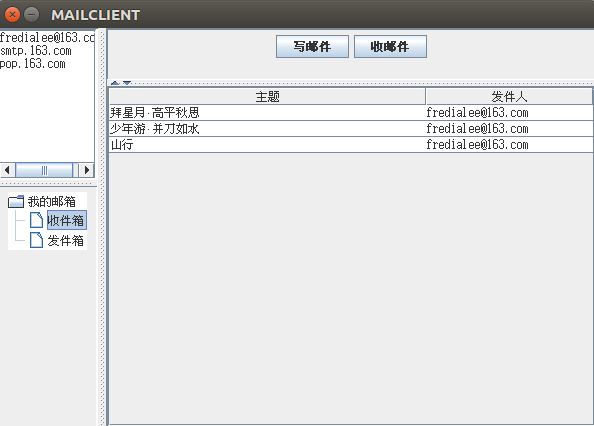 MAILCLIENT
fredialee@163.co
smtp.163.com
pop.163.com
我的邮箱
收件箱
发件箱
写邮件 收邮件
主题 发件人
拜星月·高平秋思 fredialee@163.com
少年游·并刀如水 fredialee@163.com
山行 fredialee@163.com